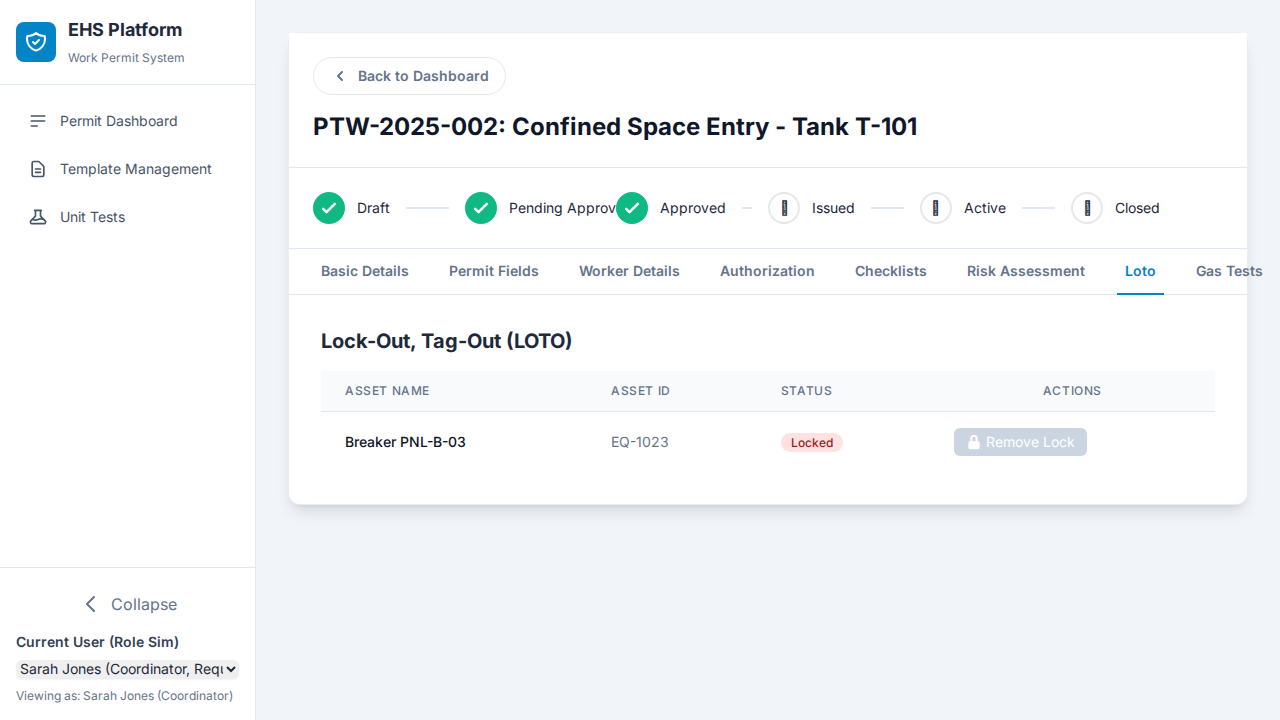 EHS Platform
Work Permit System
Permit Dashboard
Template Management
Unit Tests
Collapse
Current User (Role Sim)
Sarah Jones (Coordinator, Requ
Viewing as: Sarah Jones (Coordinator)
Back to Dashboard
PTW-2025-002: Confined Space Entry - Tank T-101
Draft Pending Approv Approved Issued Active Closed
Basic Details Permit Fields Worker Details Authorization Checklists Risk Assessment Loto Gas Tests
Lock-Out, Tag-Out (LOTO)
ASSET NAME ASSET ID STATUS ACTIONS
Breaker PNL-B-03 EQ-1023 Locked Remove Lock